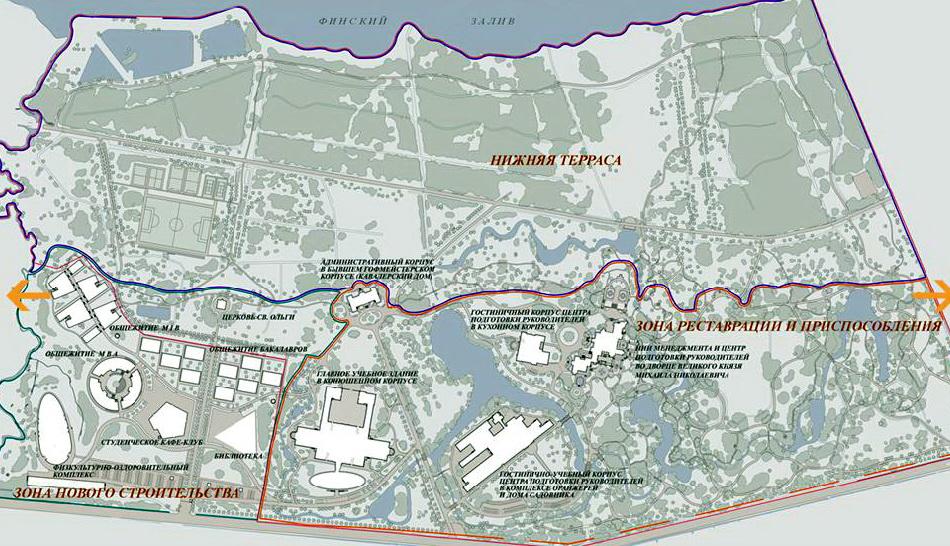 ФИНСКИЙ ЗАЛИВ
НИЖНЯЯ ТЕРРАСА
АДМИНИСТРАТИВНЫЙ КОРПУС
В БЫВШЕМ ГОФМЕЙСТЕРСКОМ
КОРПУСЕ (КАВАЛЕРСКИЙ ДОМ)
ЦЕРКОВЬ СВ. ОЛЬГИ
ГОСТИНИЧНЫЙ КОРПУС ЦЕНТРА
ПОДГОТОВКИ РУКОВОДИТЕЛЕЙ
В КУХОННОМ КОРПУСЕ
ЗОНА РЕСТАВРАЦИИ И ПРИСПОСОБЛЕНИЯ
ОБЩЕЖИТИЕ
ОБЩЕЖИТИЕ БАКАЛАВРОВ
ОБЩЕЖИТИЕ
НИИ МЕНЕДЖМЕНТА И ЦЕНТР
ПОДГОТОВКИ РУКОВОДИТЕЛЕЙ
ВО ДВОРЦЕ ВЕЛИКОГО КНЯЗЯ
МИХАИЛА НИКОЛАЕВИЧА
ГЛАВНОЕ УЧЕБНОЕ ЗДАНИЕ
В КОНЮШЕННОМ КОРПУСЕ
СТУДЕНЧЕСКОЕ КАФЕ-КЛУБ
БИБЛИОТЕКА
ФИЗКУЛЬТУРНО-ОЗДОРОВИТЕЛЬНЫЙ
КОМПЛЕКС
ЗОНА НОВОГО СТРОИТЕЛЬСТВА
ГОСТИНИЧНО-УЧЕБНЫЙ КОРПУС
ЦЕНТРА ПОДГОТОВКИ РУКОВОДИТЕЛЕЙ
В КОМПЛЕКСЕ ОРАНЖЕРЕЙ
И ДОМА САДОВНИКА